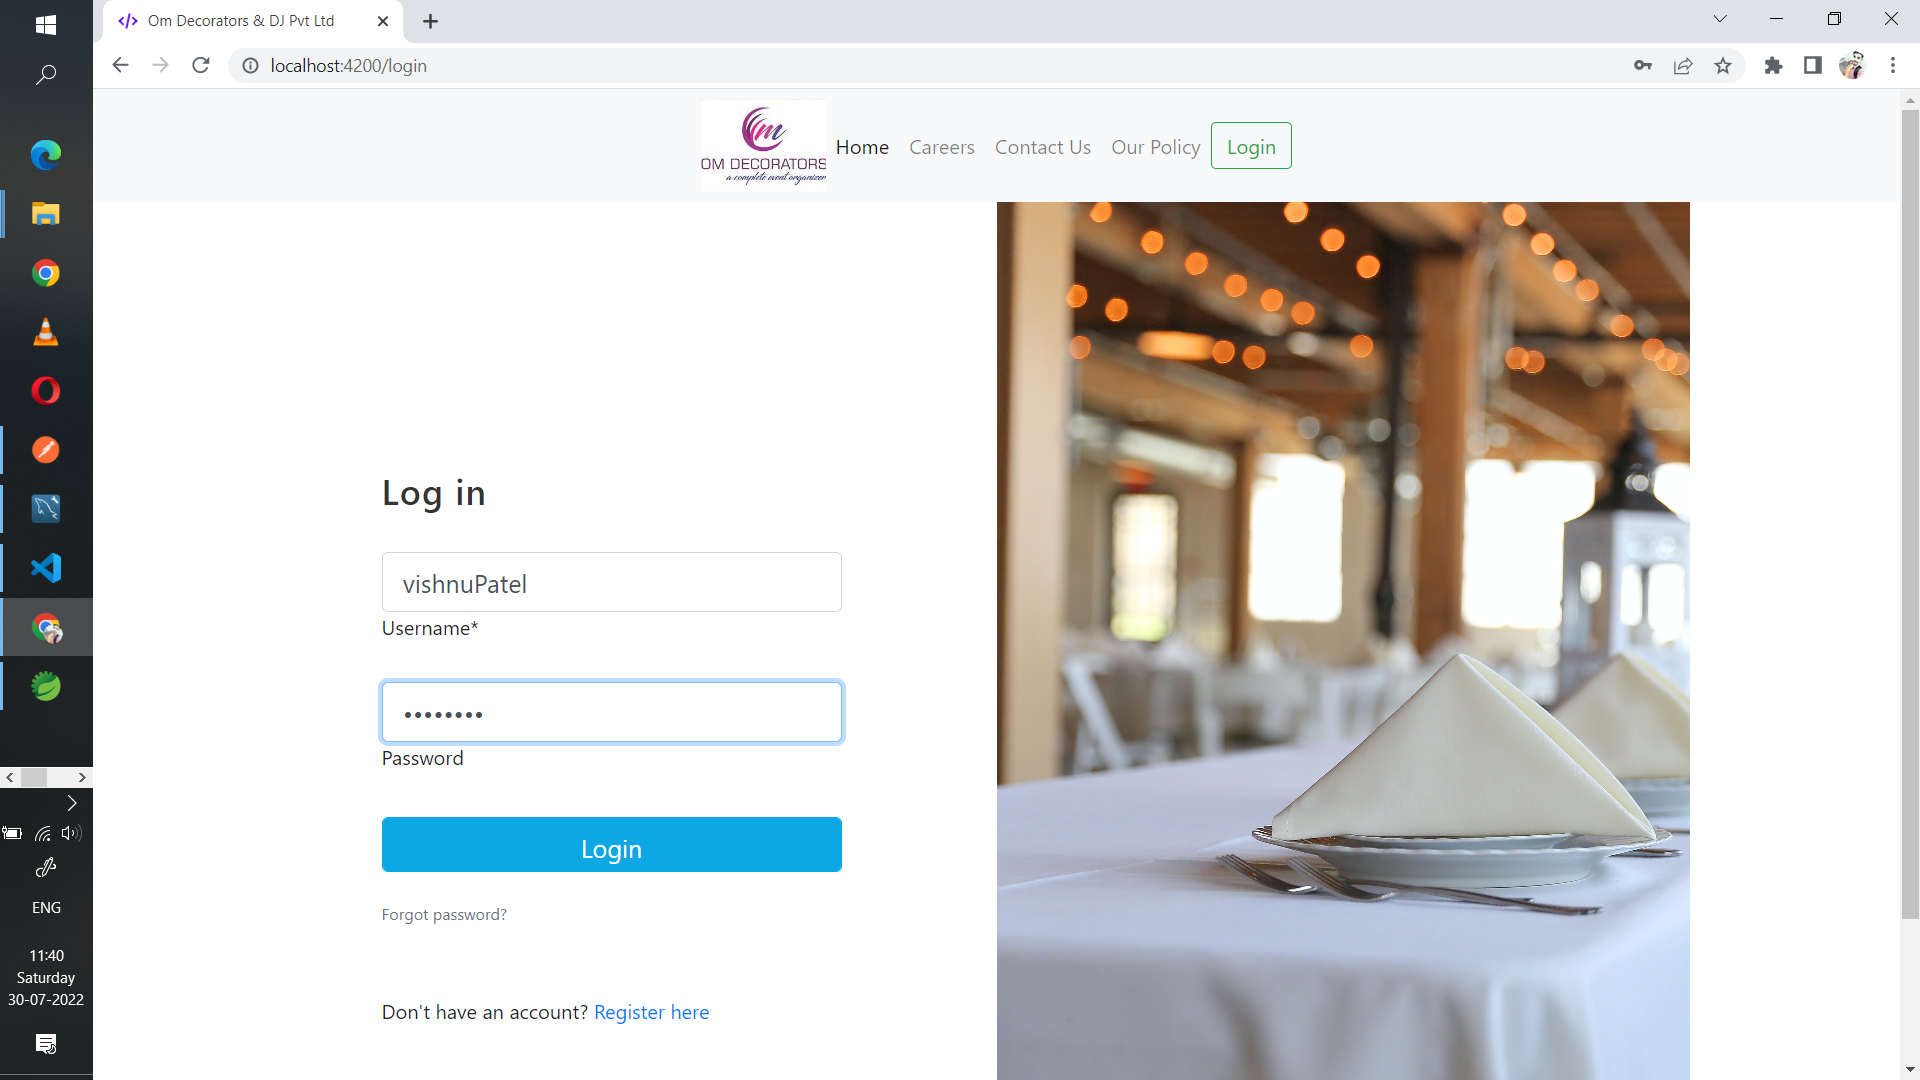 Om Decorators & DJ Pvt Ltd
localhost:4200/login
OM DECORATORS
a complete event organizer
Home
Careers
Contact Us
Our Policy
Login
Log in
vishnuPatel
Username*
••••••••
Password
Login
Forgot password?
Don't have an account? Register here
ENG
11:40
Saturday
30-07-2022